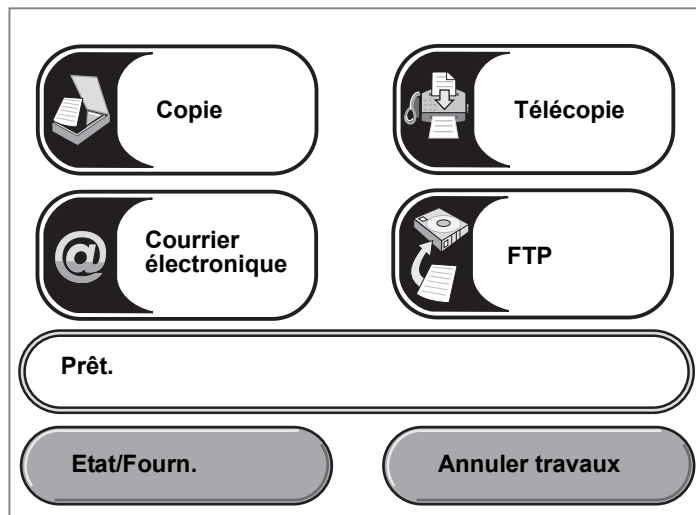 Copie
Télécopie
@
Courrier
électronique
FTP
Prêt.
Etat/Fourn.
Annuler travaux